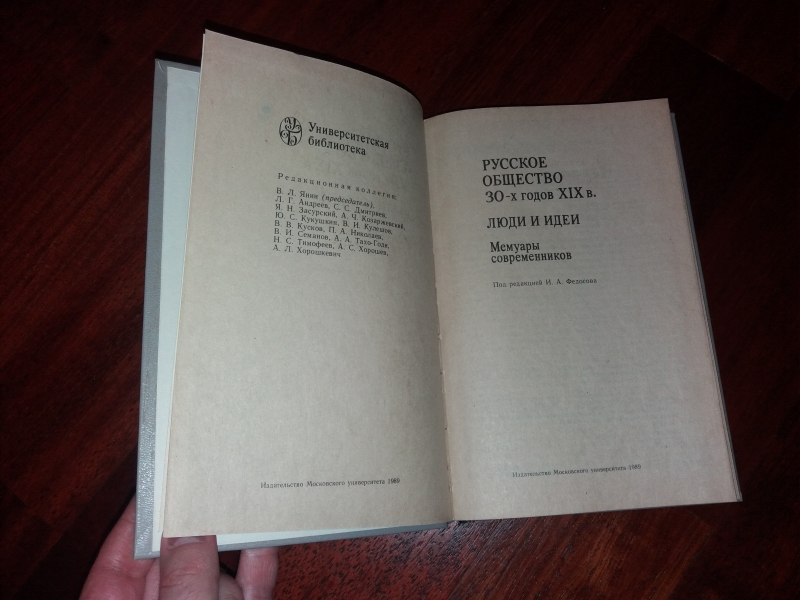 УБ
Университетская
библиотека
Редакционная коллегия:
В. Л. Янин (председатель),
Л. Г. Андреев, С. С. Дмитриев,
Я. Н. Засурский, А. Ч. Козаржевский,
Ю. С. Кукушкин, В. И. Кулешов,
В. В. Кусков, П. А. Николаев,
В. И. Семанов, А. А. Тахо-Годи,
Н. С. Тимофеев, А. С. Хорошев,
А. Л. Хорошкевич
Издательство Московского университета 1989
РУССКОЕ
ОБЩЕСТВО
30-х годов XIX в.
ЛЮДИ И ИДЕИ
Мемуары
современников
Под редакцией И. А. Федосова
Издательство Московского университета 1989